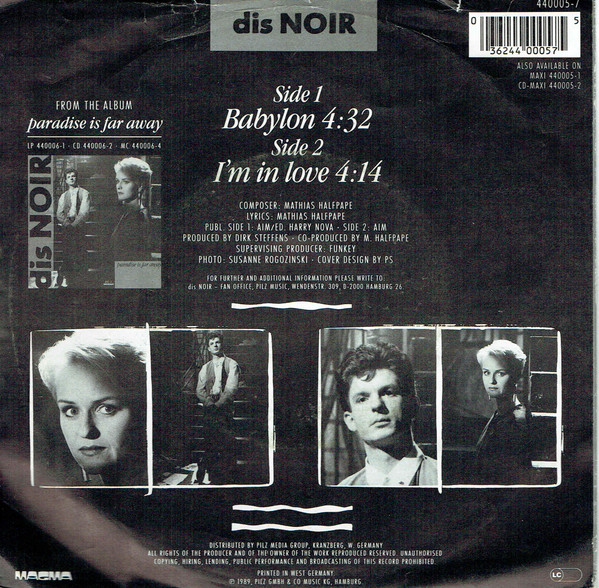 dis NOIR
440005-7
0 36244 00057 5
ALSO AVAILABLE ON
MAXI 440005-1
CD-MAXI 440005-2
FROM THE ALBUM
paradise is far away
LP 440006-1 · CD 440006-2 · MC 440006-4
dis NOIR
paradise is far away
Side 1
Babylon 4:32
Side 2
I'm in love 4:14
COMPOSER: MATHIAS HALFPAPE
LYRICS: MATHIAS HALFPAPE
PUBL. SIDE 1: AIM/ED. HARRY NOVA · SIDE 2: AIM
PRODUCED BY DIRK STEFFENS · CO-PRODUCED BY M. HALFPAPE
SUPERVISING PRODUCER: FUNKEY
PHOTO: SUSANNE ROGOZINSKI · COVER DESIGN BY PS
FOR FURTHER AND ADDITIONAL INFORMATION PLEASE WRITE TO
dis NOIR – FAN OFFICE, PILZ MUSIC, WENDENSTR. 309, D-2000 HAMBURG 26
DISTRIBUTED BY PILZ MEDIA GROUP, KRANZBERG, W. GERMANY
ALL RIGHTS OF THE PRODUCER AND OF THE OWNER OF THE WORK REPRODUCED RESERVED. UNAUTHORISED
COPYING, HIRING, LENDING, PUBLIC PERFORMANCE AND BROADCASTING OF THIS RECORD PROHIBITED.
PRINTED IN WEST GERMANY
℗ 1989, PILZ GMBH & CO MUSIC KG, HAMBURG
MAGMA
LC